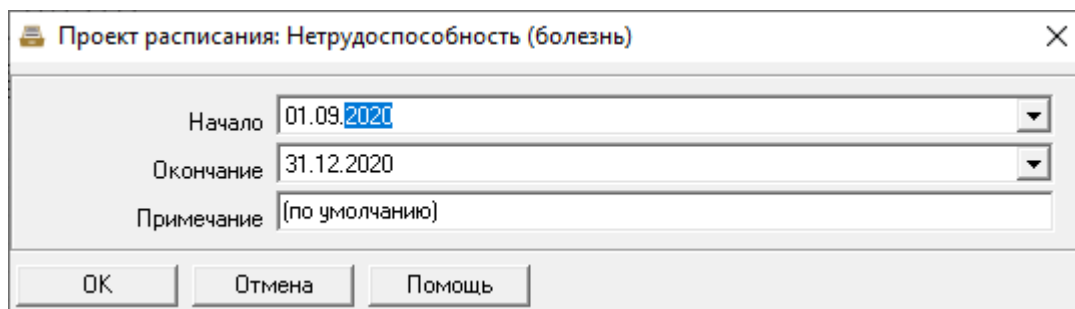 Проект расписания: Нетрудоспособность (болезнь)
Начало 01.09.2020
Окончание 31.12.2020
Примечание (по умолчанию)
OK Отмена Помощь